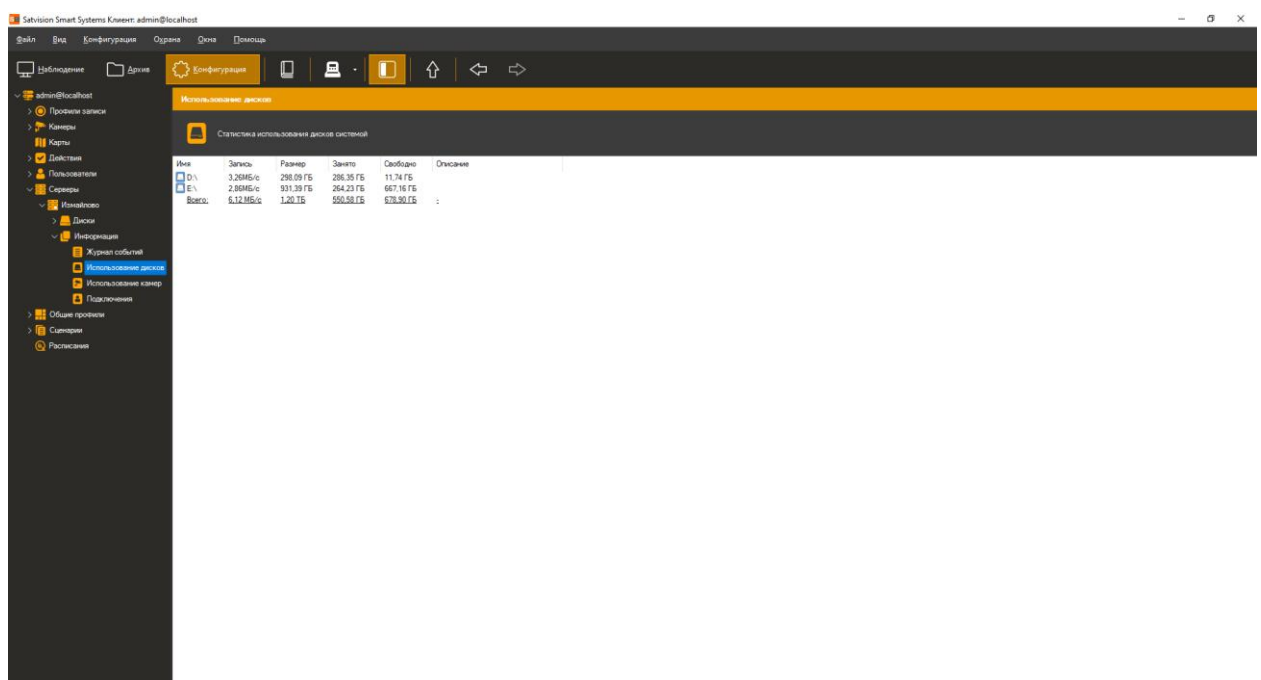 Satvision Smart Systems Клиент: admin@localhost
Файл Вид Конфигурация Охрана Окна Помощь
Наблюдение Архив Конфигурация
admin@localhost
Профили записи
Камеры
Карты
Действия
Пользователи
Серверы
Измайлово
Диски
Информация
Журнал событий
Использование дисков
Использование камер
Подключения
Общие профили
Сценарии
Расписания
Использование дисков
Статистика использования дисков системой
Имя Запись Размер Занято Свободно Описание
D:\ 3,26МБ/с 298,09 ГБ 286,35 ГБ 11,74 ГБ
E:\ 2,86МБ/с 931,39 ГБ 264,23 ГБ 667,16 ГБ
Всего: 6,12 МБ/с 1,20 ТБ 550,58 ГБ 678,90 ГБ -